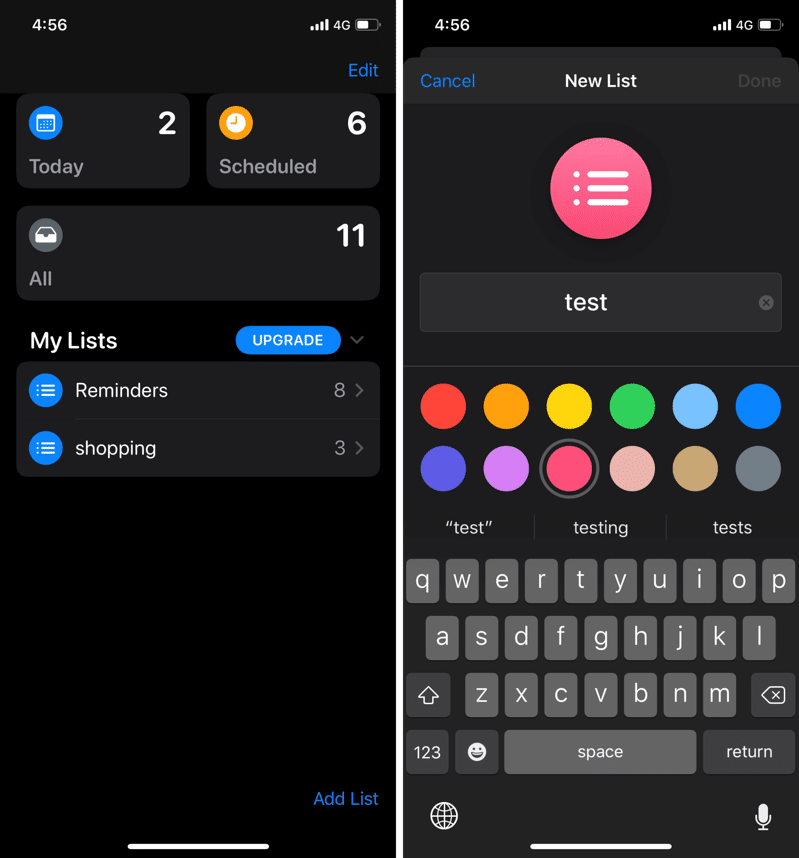 4:56
4G
Edit
2
Today
6
Scheduled
11
All
My Lists
UPGRADE
Reminders
8
shopping
3
Add List
4:56
4G
Cancel
New List
Done
test
“test”
testing
tests
q w e r t y u i o p
a s d f g h j k l
z x c v b n m
123
space
return